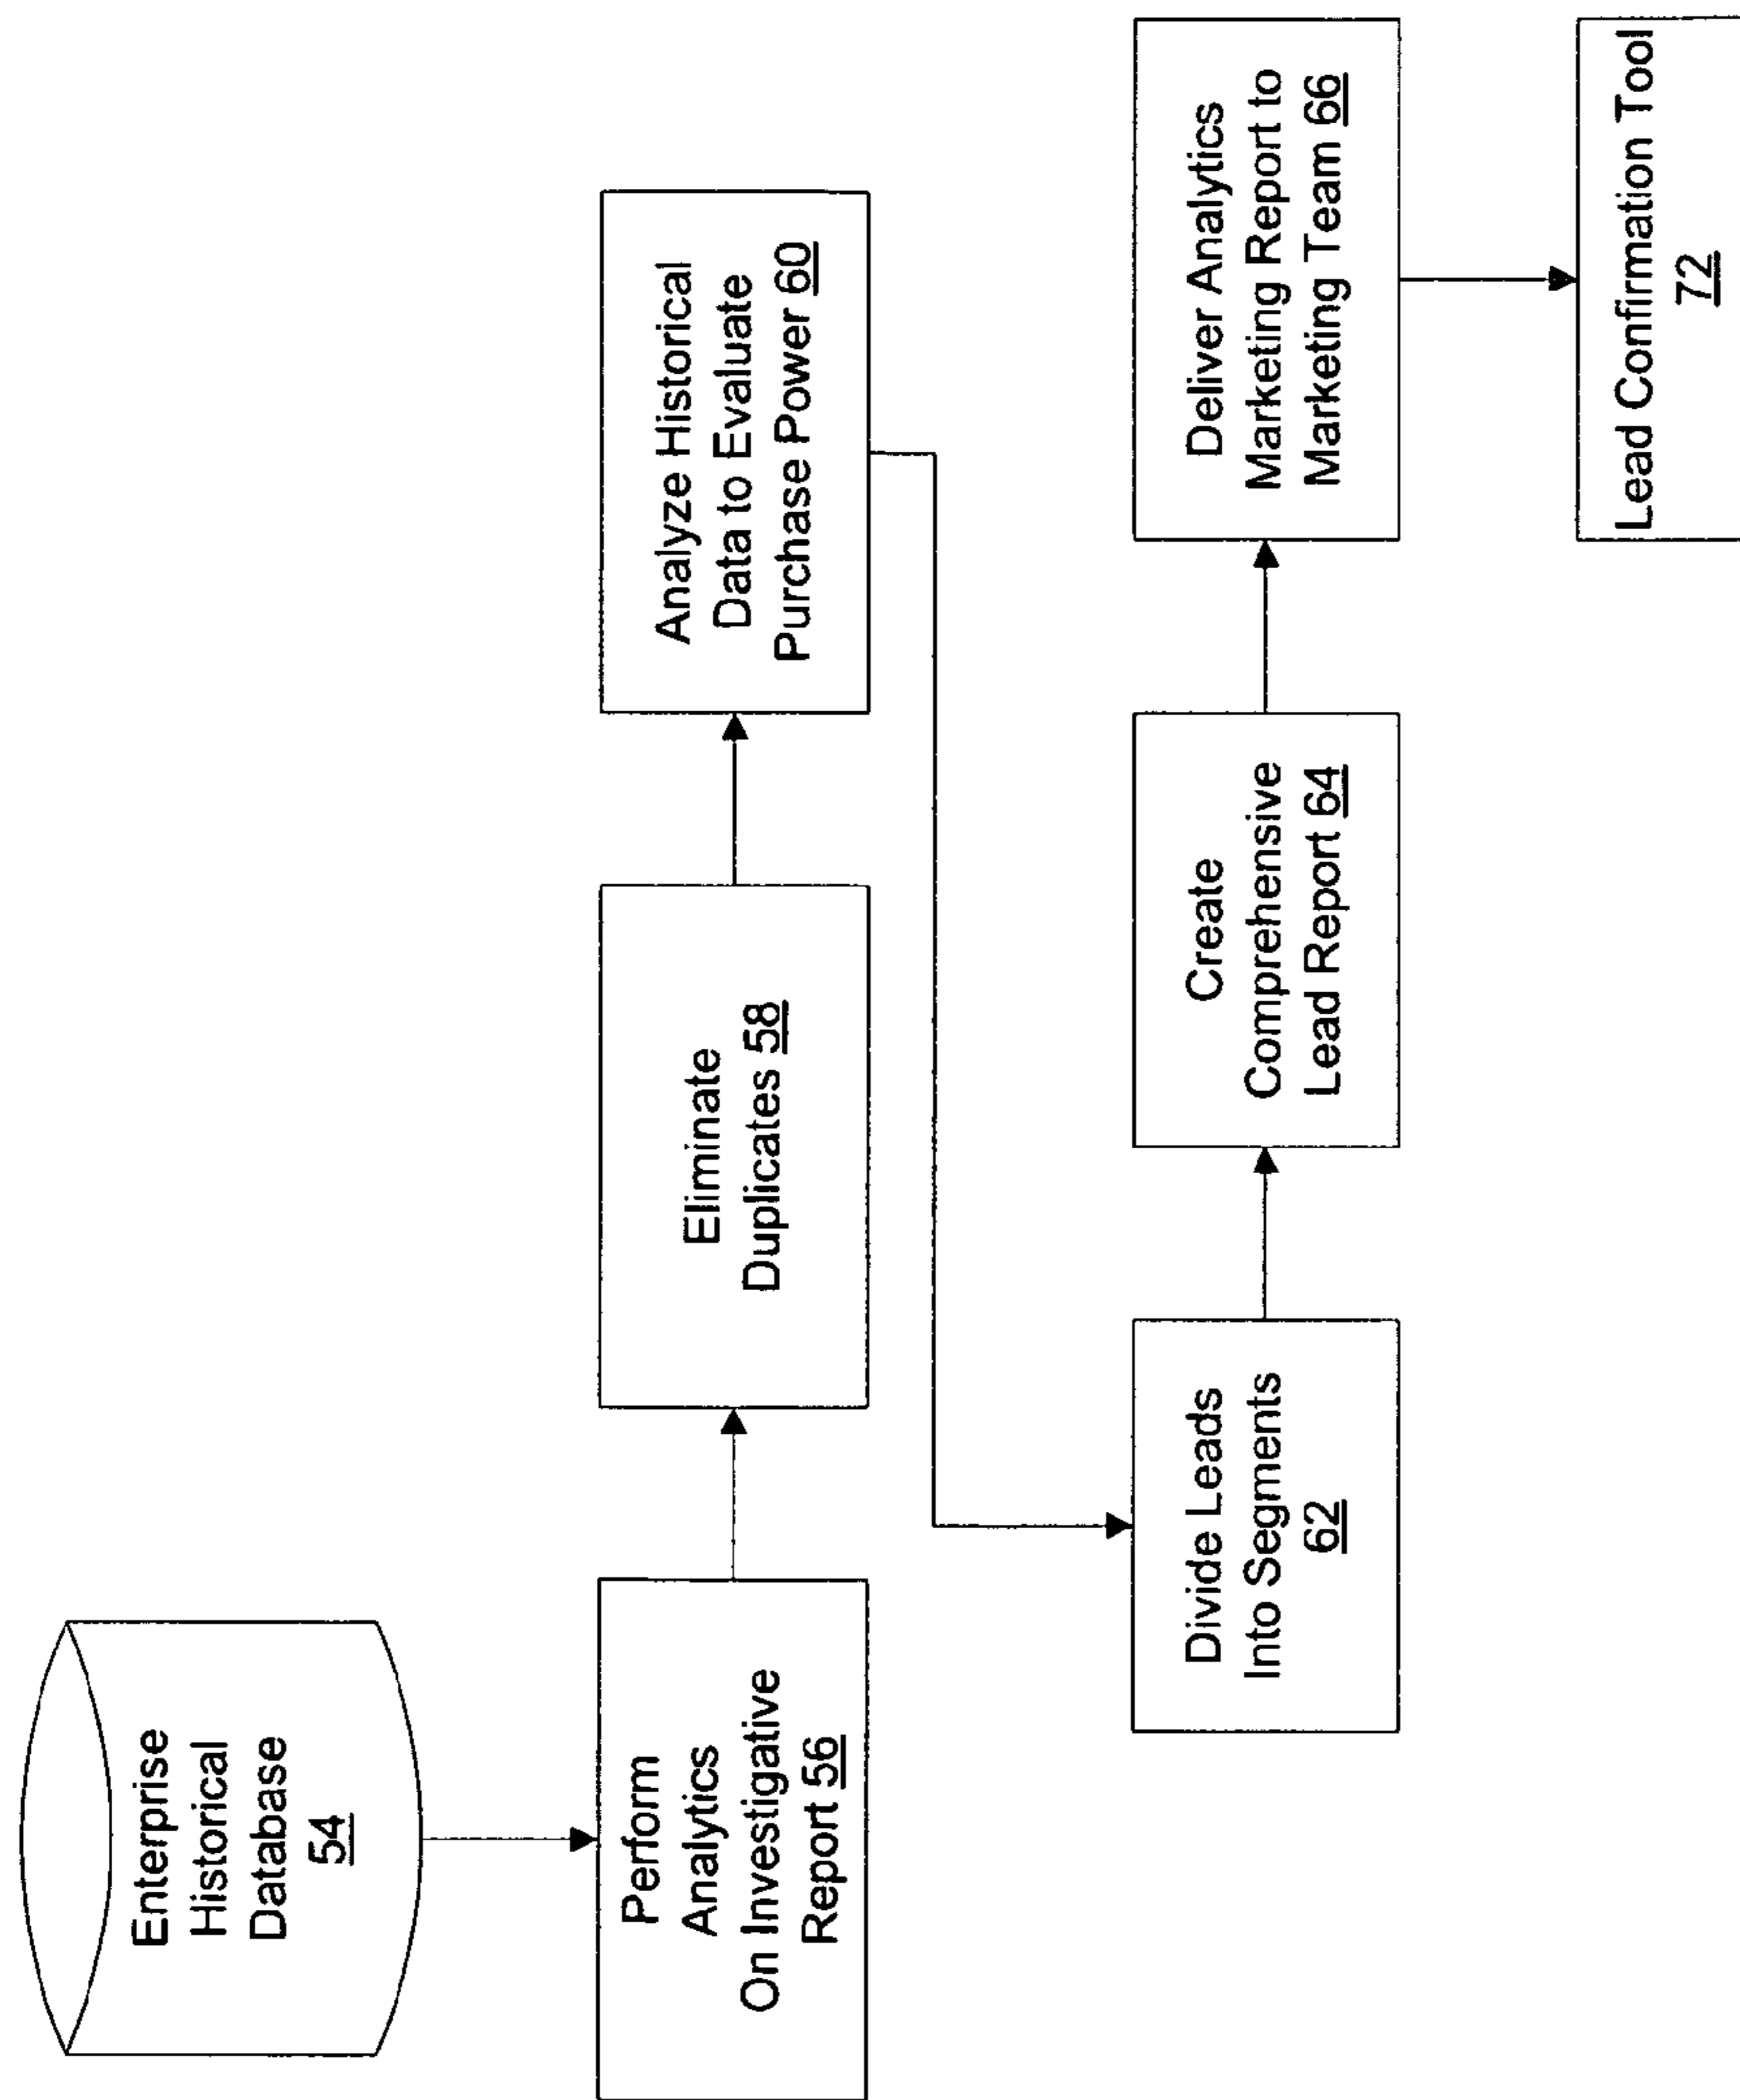 Enterprise
Historical
Database
54
Perform
Analytics
On Investigative
Report 56
Eliminate
Duplicates 58
Analyze Historical
Data to Evaluate
Purchase Power 60
Divide Leads
Into Segments
62
Create
Comprehensive
Lead Report 64
Deliver Analytics
Marketing Report to
Marketing Team 66
Lead Confirmation Tool
72